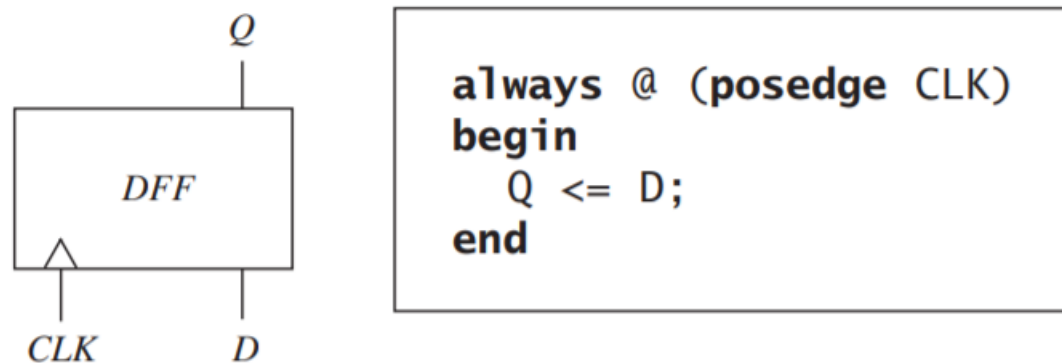 Q
DFF
CLK
D
always @ (posedge CLK)
begin
Q <= D;
end